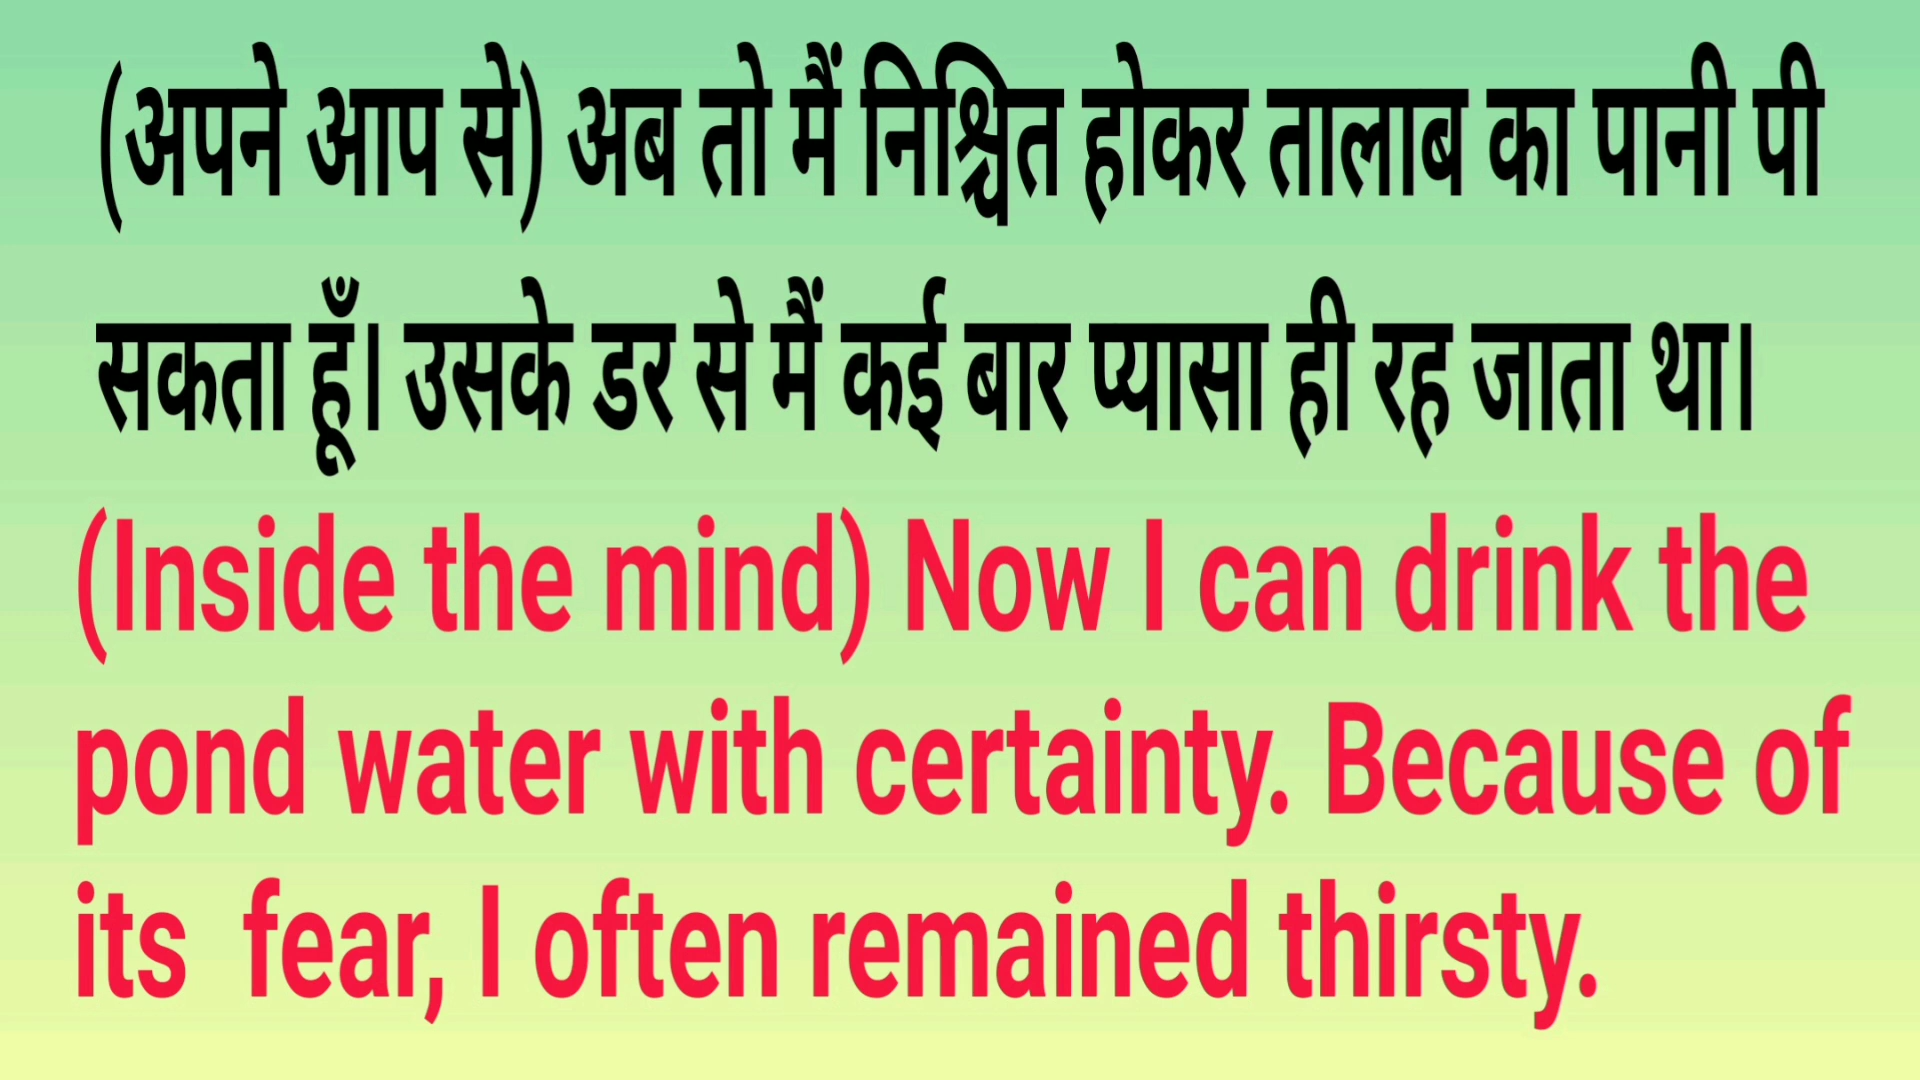 (अपने आप से) अब तो मैं निश्चित होकर तालाब का पानी पी
सकता हूँ। उसके डर से मैं कई बार प्यासा ही रह जाता था।
(Inside the mind) Now I can drink the
pond water with certainty. Because of
its fear, I often remained thirsty.